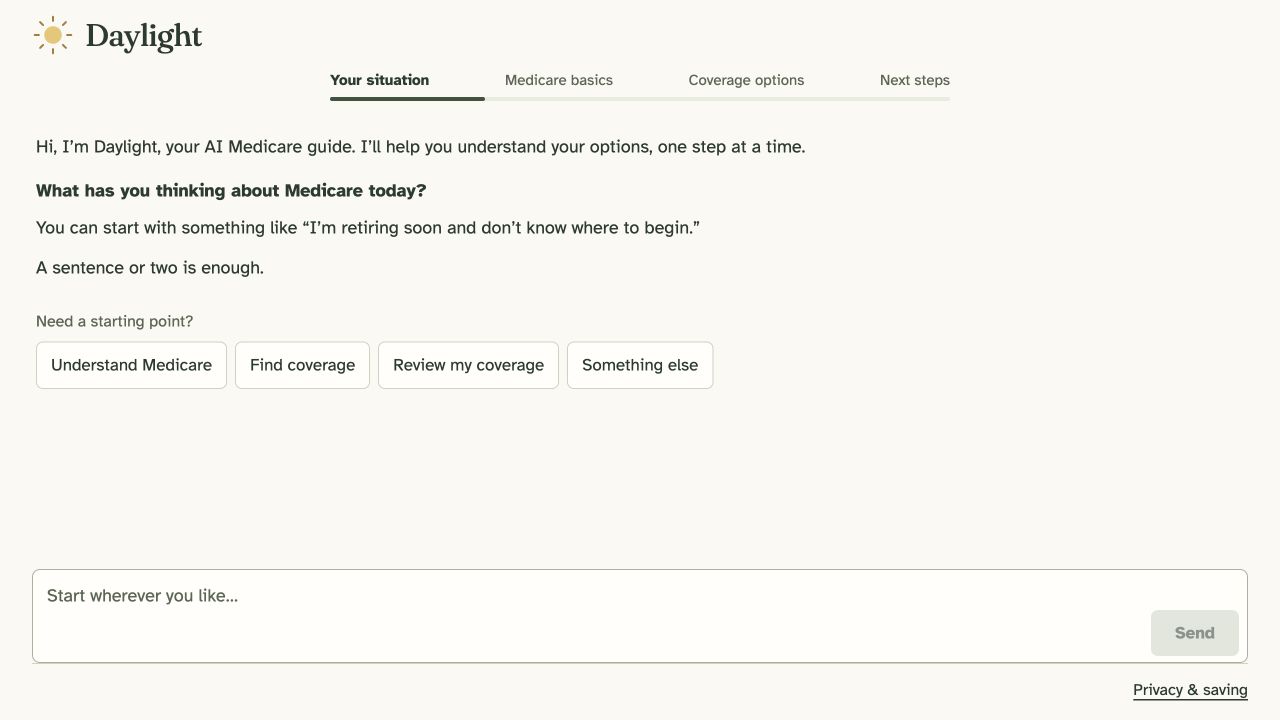 Daylight
Your situation
Medicare basics
Coverage options
Next steps
Hi, I’m Daylight, your AI Medicare guide. I’ll help you understand your options, one step at a time.
What has you thinking about Medicare today?
You can start with something like “I’m retiring soon and don’t know where to begin.”
A sentence or two is enough.
Need a starting point?
Understand Medicare
Find coverage
Review my coverage
Something else
Start wherever you like...
Send
Privacy & saving